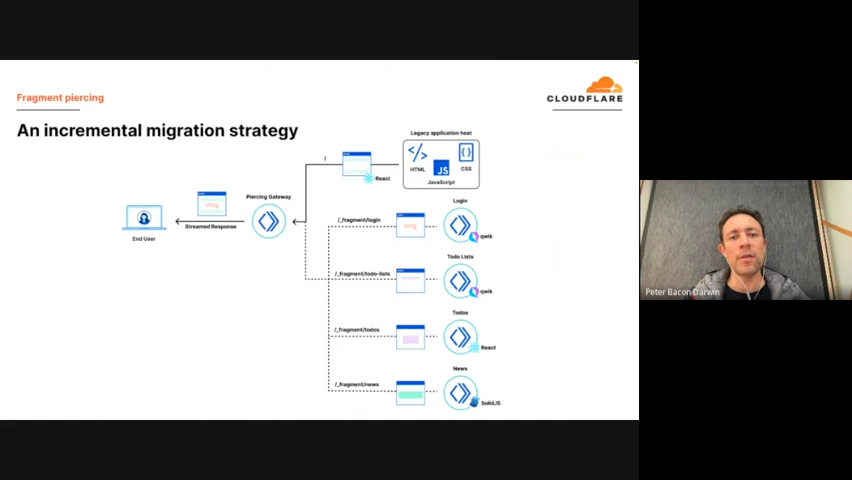 Fragment piercing
CLOUDFLARE
An incremental migration strategy
Legacy application host
/
</>
{}
HTML
JS
CSS
React
JavaScript
Piercing Gateway
Streamed Response
End User
Login
/_fragment/login
qwik
Todo Lists
/_fragment/todo-lists
qwik
Todos
/_fragment/todos
React
News
/_fragment/news
SolidJS
Peter Bacon Darwin